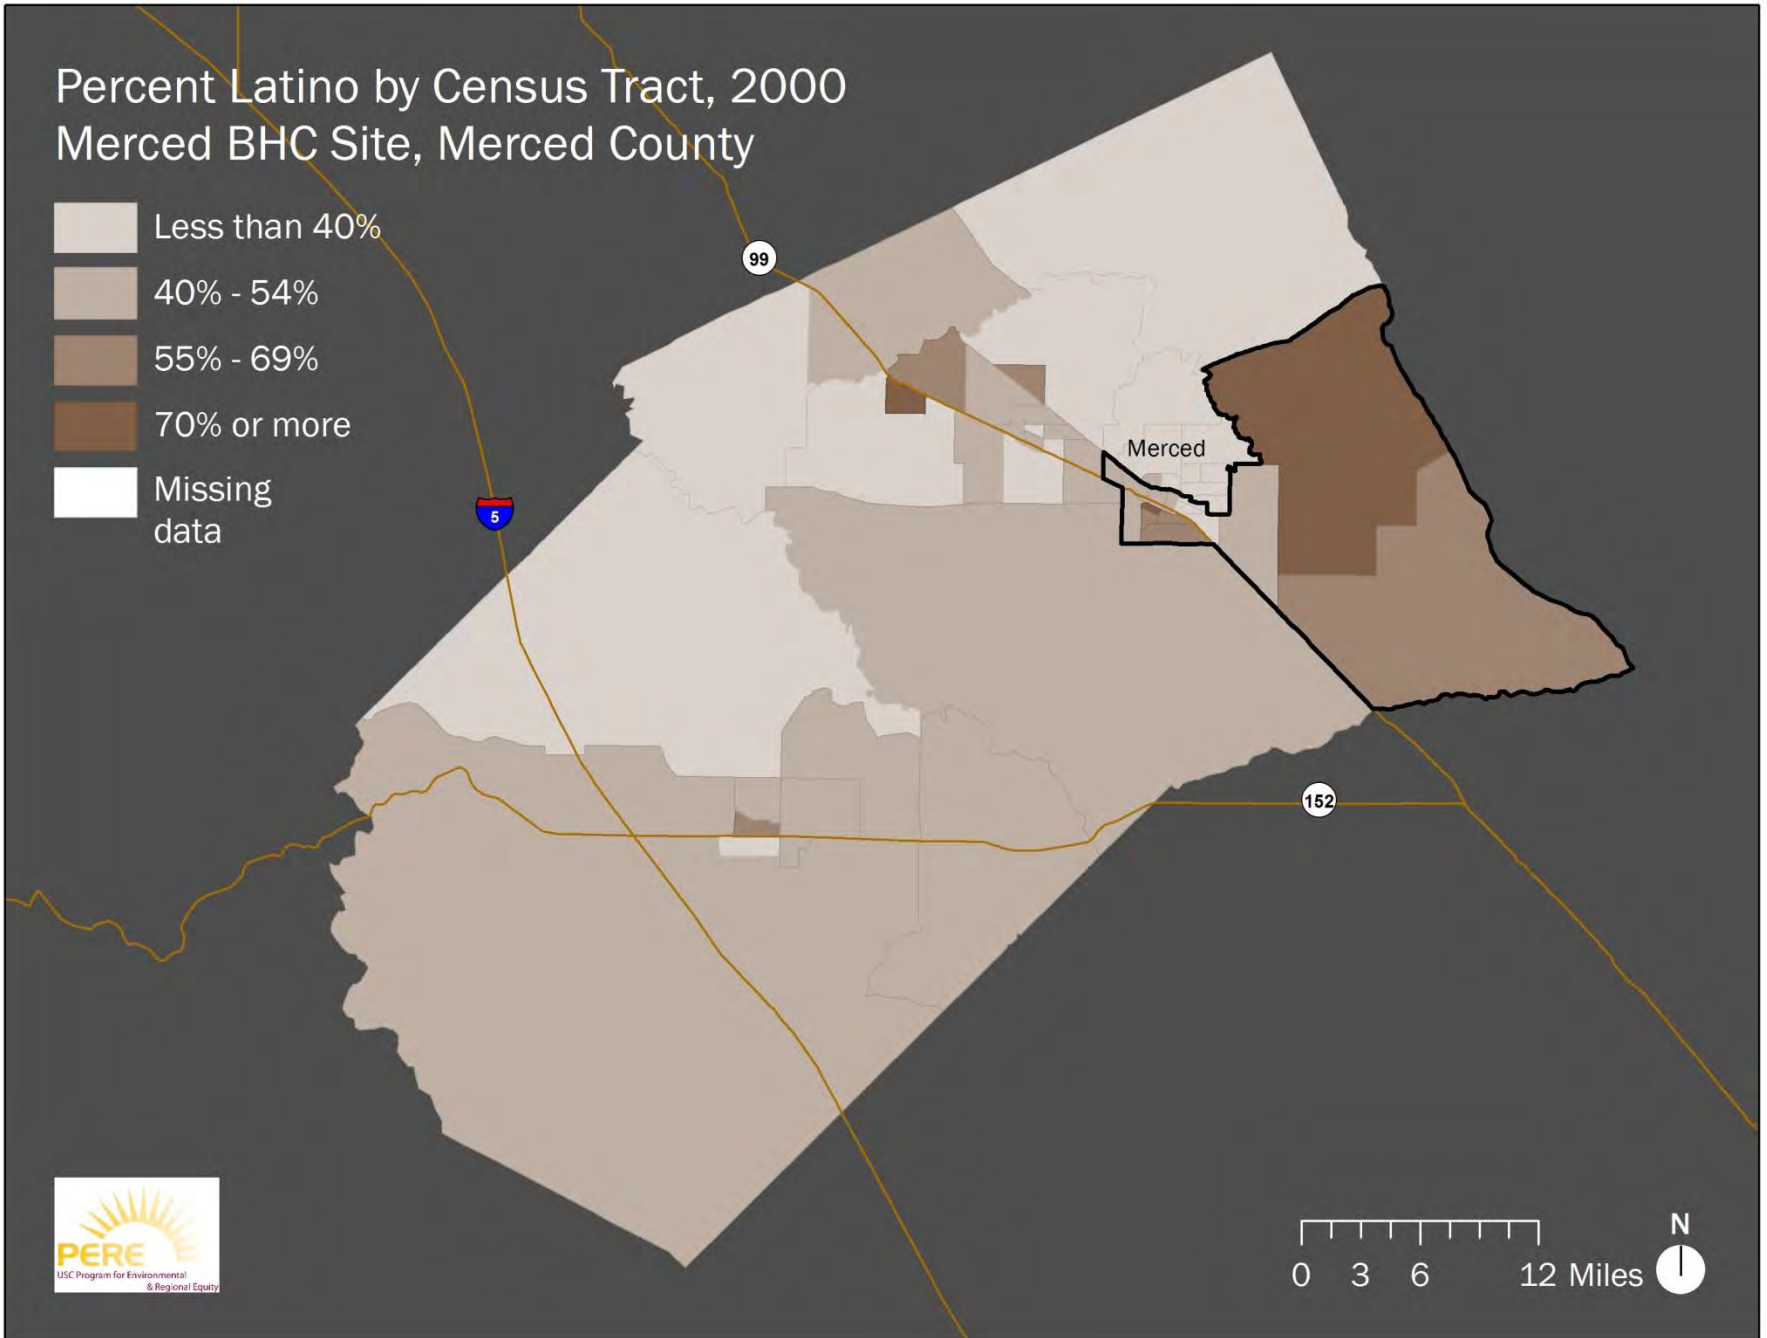 Percent Latino by Census Tract, 2000
Merced BHC Site, Merced County
Less than 40%
40% - 54%
55% - 69%
70% or more
Missing
data
99
Merced
5
152
PERE
USC Program for Environmental
& Regional Equity
N
0 3 6 12 Miles